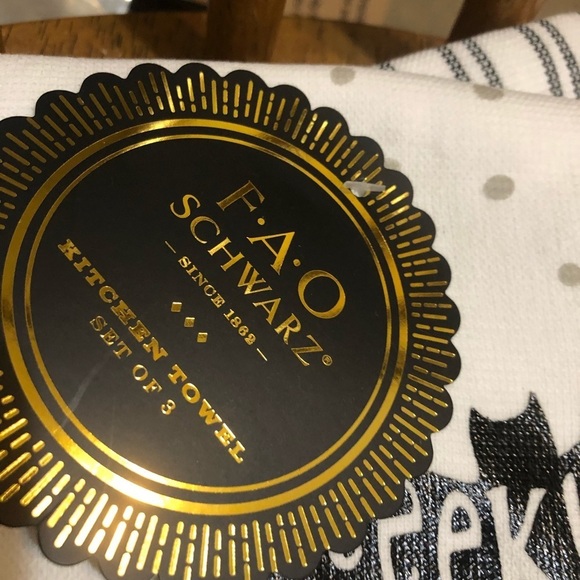 F·A·O
SCHWARZ®
— SINCE 1862 —
KITCHEN TOWEL
SET OF 3